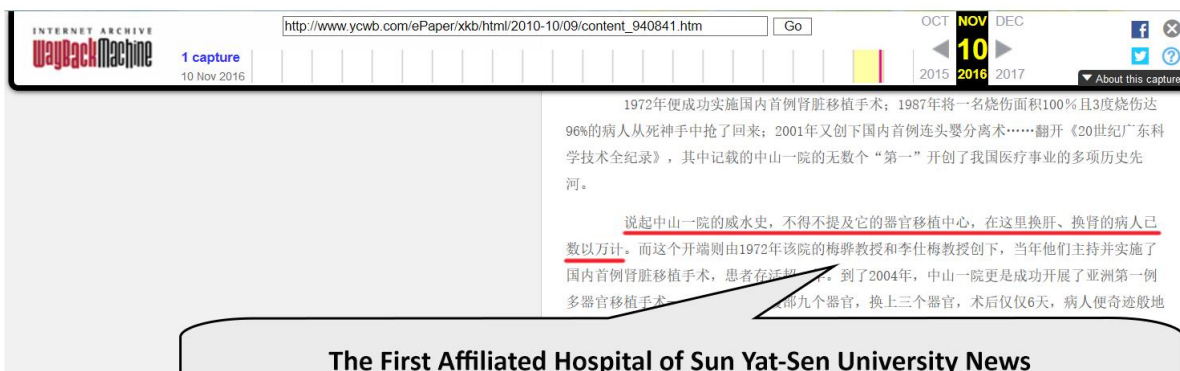 INTERNET ARCHIVE
WayBackMachine
http://www.ycwb.com/ePaper/xkb/html/2010-10/09/content_940841.htm
Go
1 capture
10 Nov 2016
OCT NOV DEC
10
2015 2016 2017
About this capture
1972年便成功实施国内首例肾脏移植手术；1987年将一名烧伤面积100%且3度烧伤达
96%的病人从死神手中抢了回来；2001年又创下国内首例连头婴分离术……翻开《20世纪广东科
学技术全纪录》，其中记载的中山一院的无数个“第一”开创了我国医疗事业的多项历史先
河。
说起中山一院的威水史，不得不提及它的器官移植中心，在这里换肝、换肾的病人已
数以万计。而这个开端则由1972年该院的梅骅教授和李仕梅教授创下，当年他们主持并实施了
国内首例肾脏移植手术，患者存活超 。到了2004年，中山一院更是成功开展了亚洲第一例
多器官移植手术 部九个器官，换上三个器官，术后仅仅6天，病人便奇迹般地
The First Affiliated Hospital of Sun Yat-Sen University News